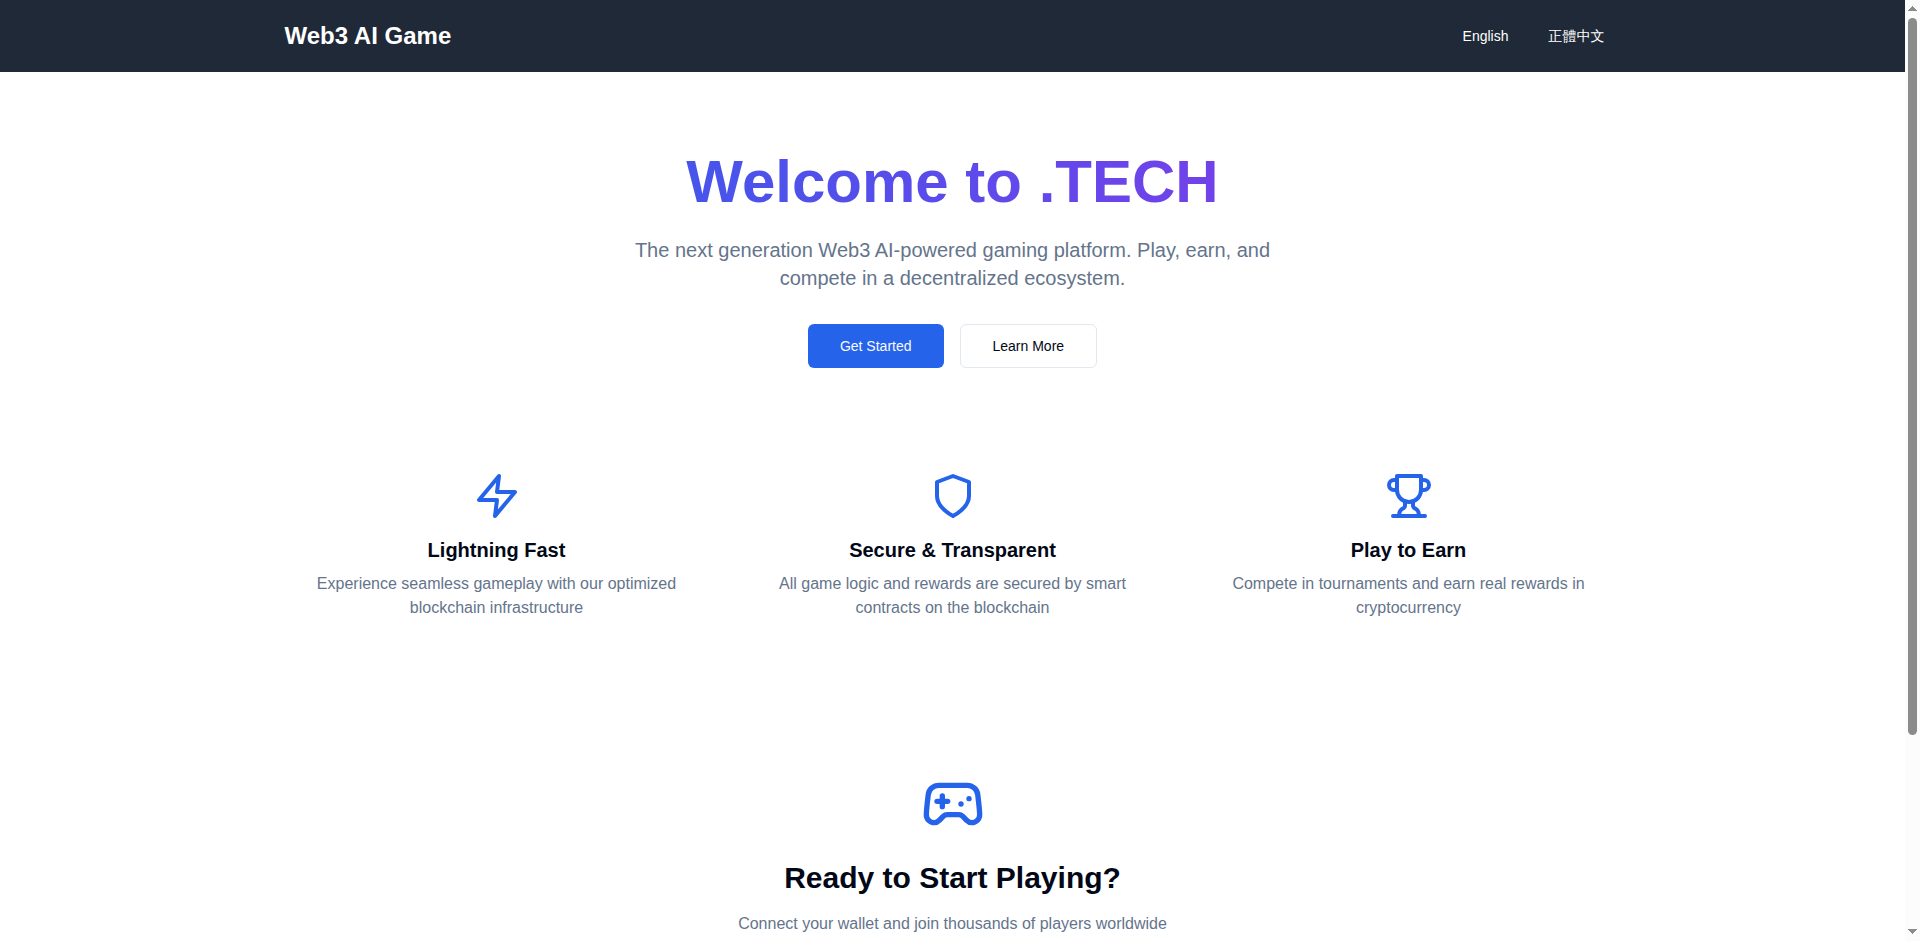 Web3 AI Game
English
正體中文
Welcome to .TECH
The next generation Web3 AI-powered gaming platform. Play, earn, and
compete in a decentralized ecosystem.
Get Started
Learn More
Lightning Fast
Experience seamless gameplay with our optimized
blockchain infrastructure
Secure & Transparent
All game logic and rewards are secured by smart
contracts on the blockchain
Play to Earn
Compete in tournaments and earn real rewards in
cryptocurrency
Ready to Start Playing?
Connect your wallet and join thousands of players worldwide